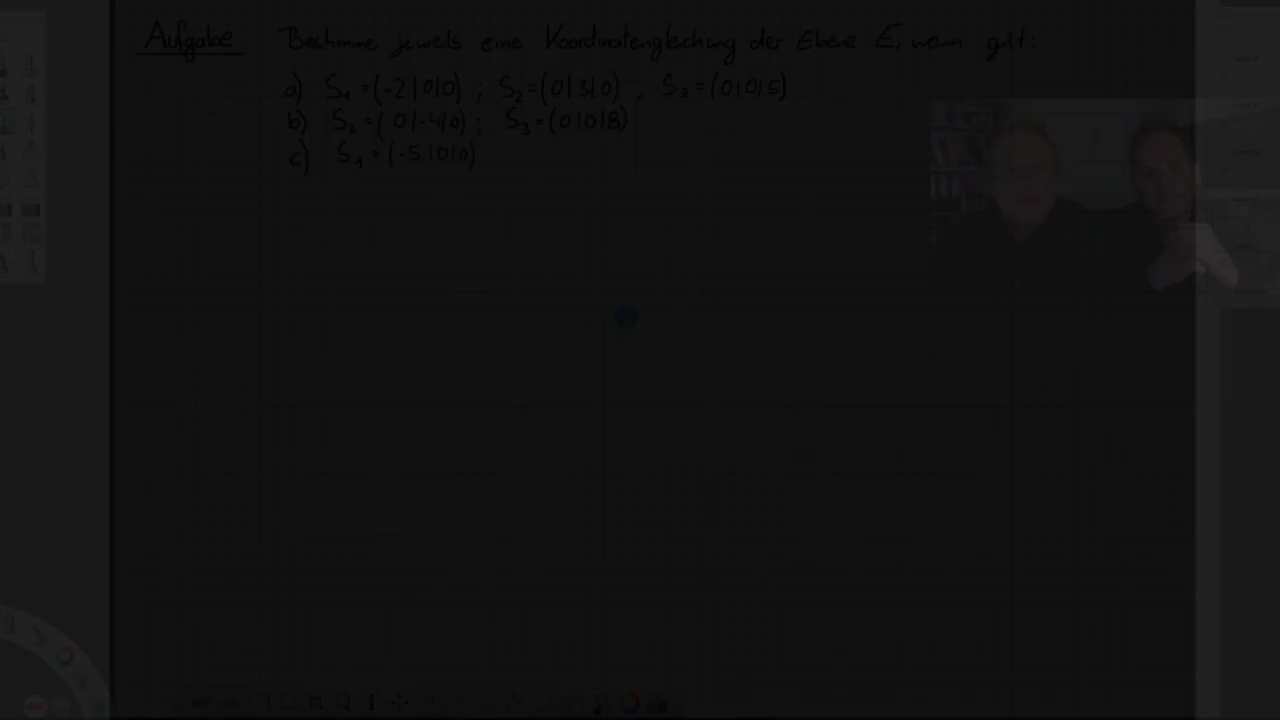 Aufgabe Bestimme jeweils eine Koordinatengleichung der Ebene E, wenn gilt:
a) S₁ = (-2|0|0) ; S₂ = (0|3|0) ; S₃ = (0|0|5)
b) S₂ = (0|-4|0) ; S₃ = (0|0|8)
c) S₁ = (-5|0|0)